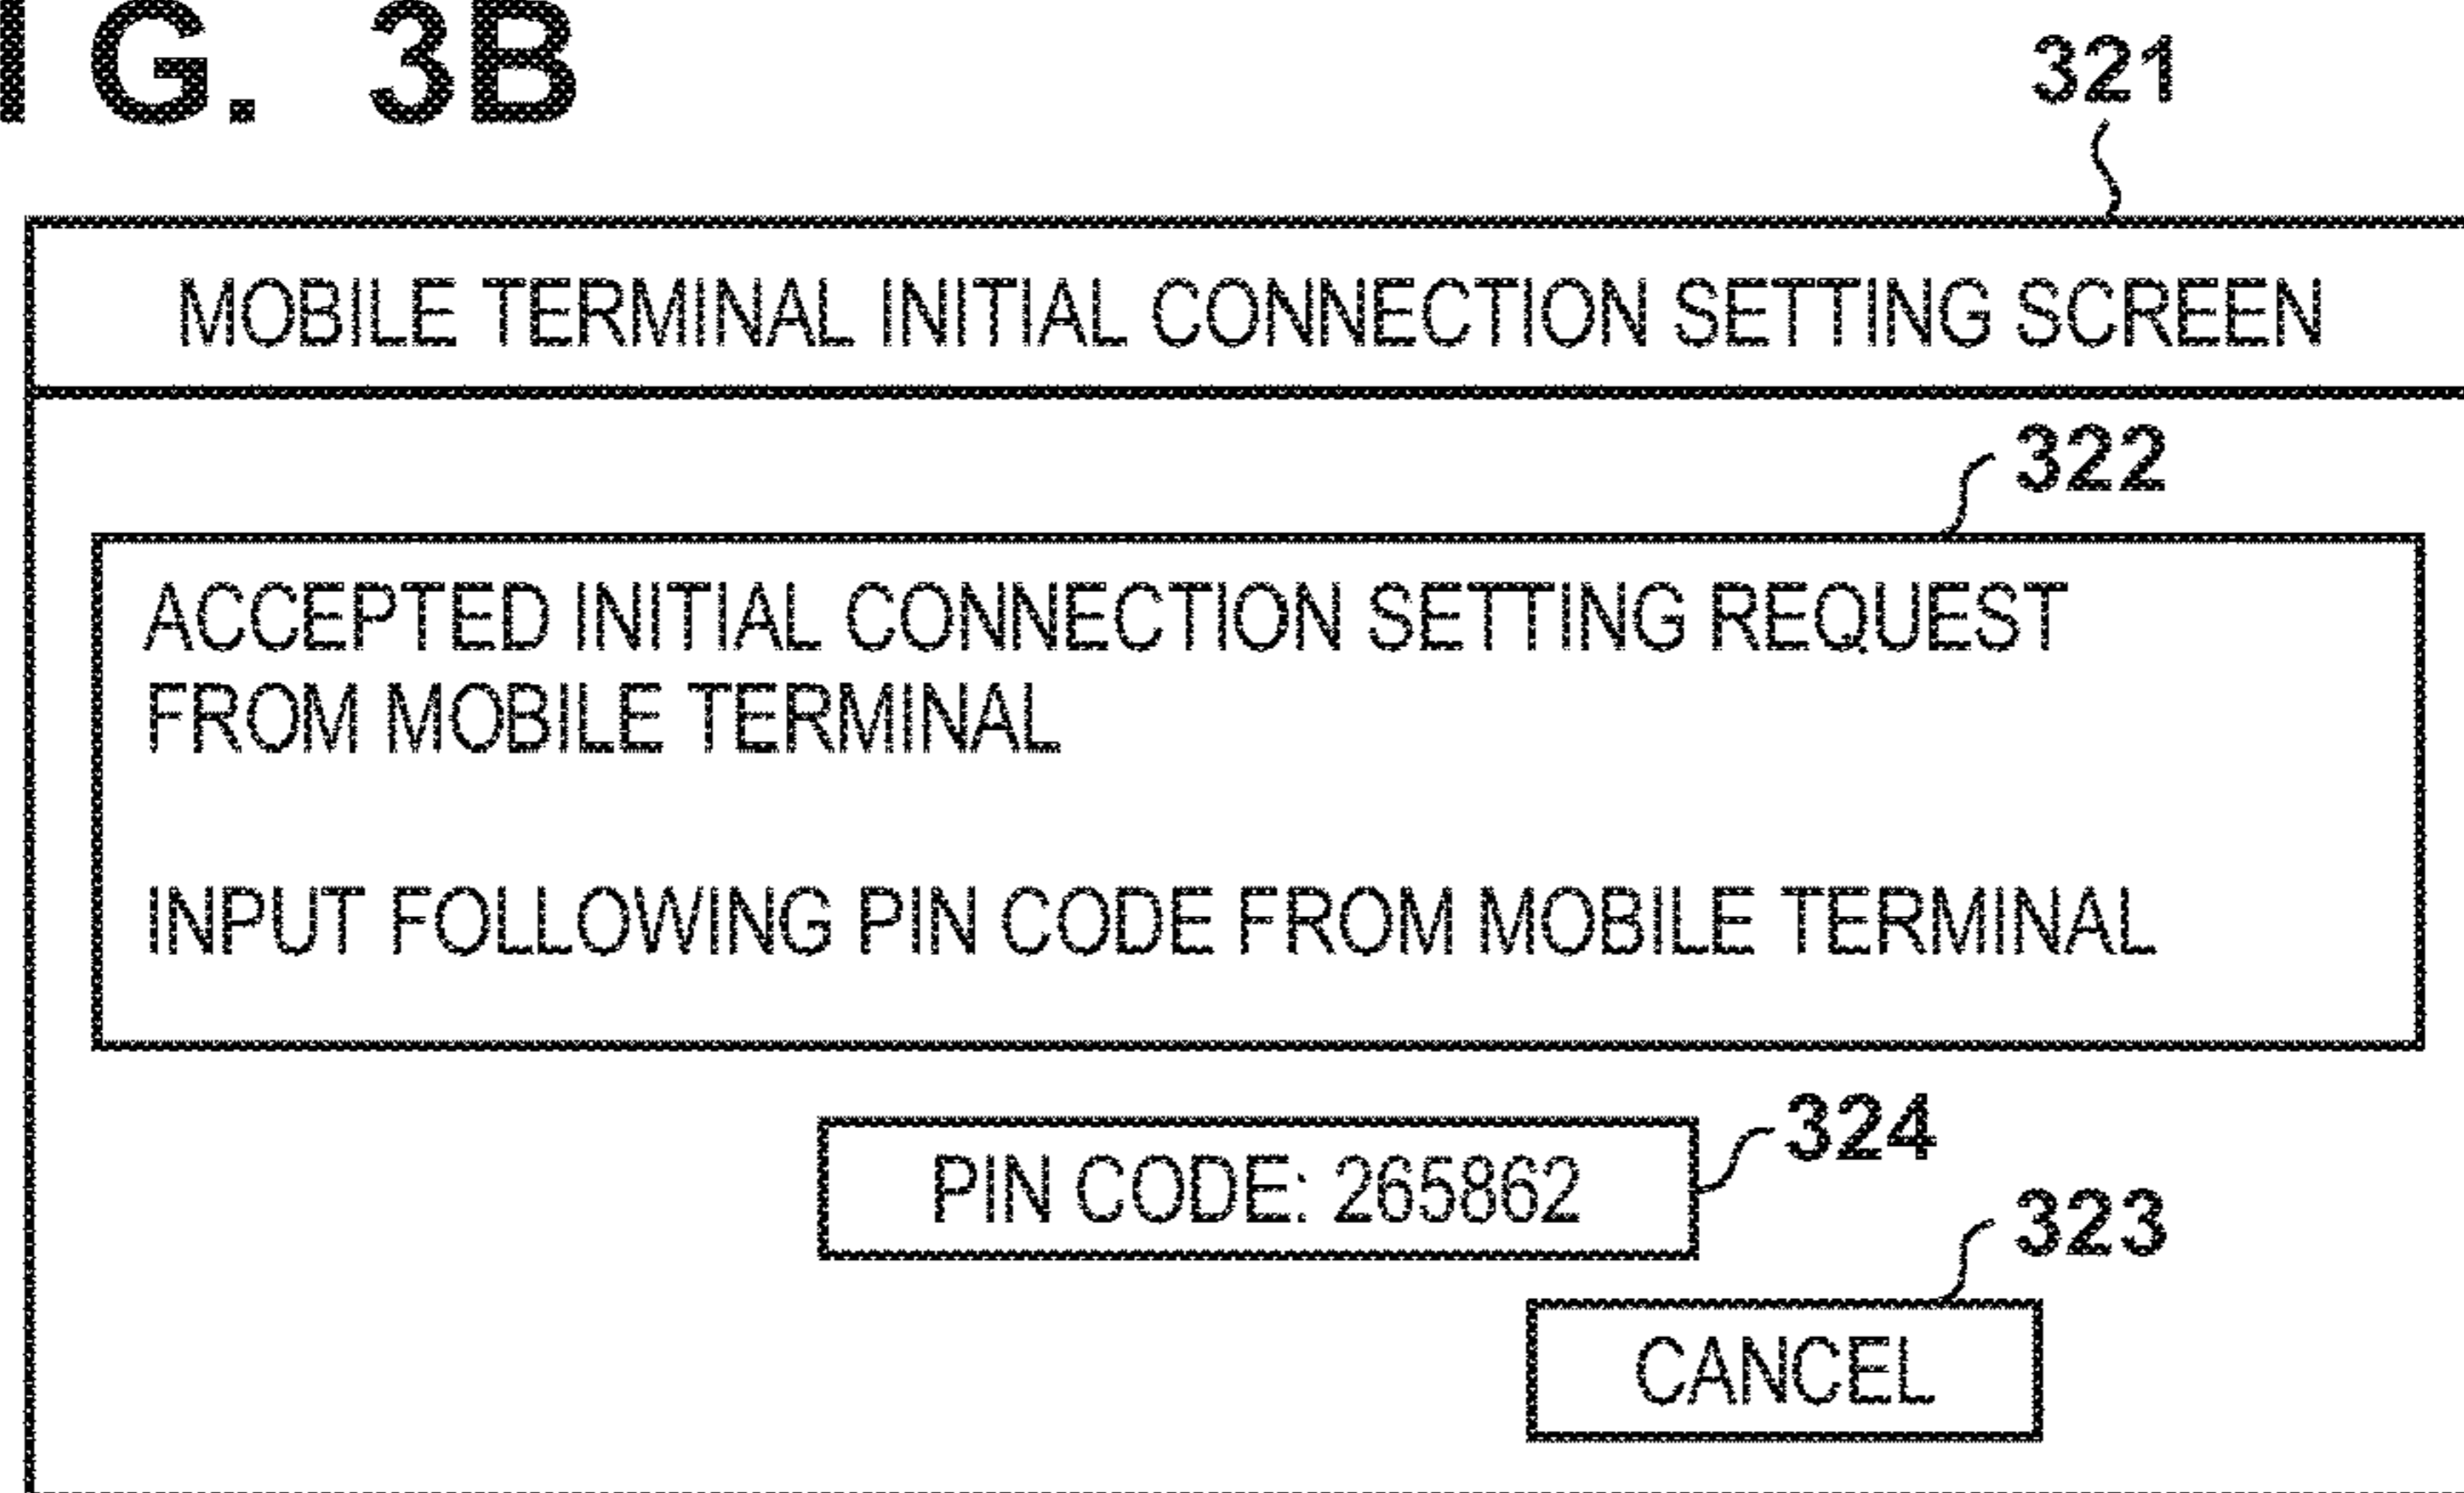 IG. 3B
321
MOBILE TERMINAL INITIAL CONNECTION SETTING SCREEN
322
ACCEPTED INITIAL CONNECTION SETTING REQUEST
FROM MOBILE TERMINAL
INPUT FOLLOWING PIN CODE FROM MOBILE TERMINAL
324
PIN CODE: 265862
323
CANCEL